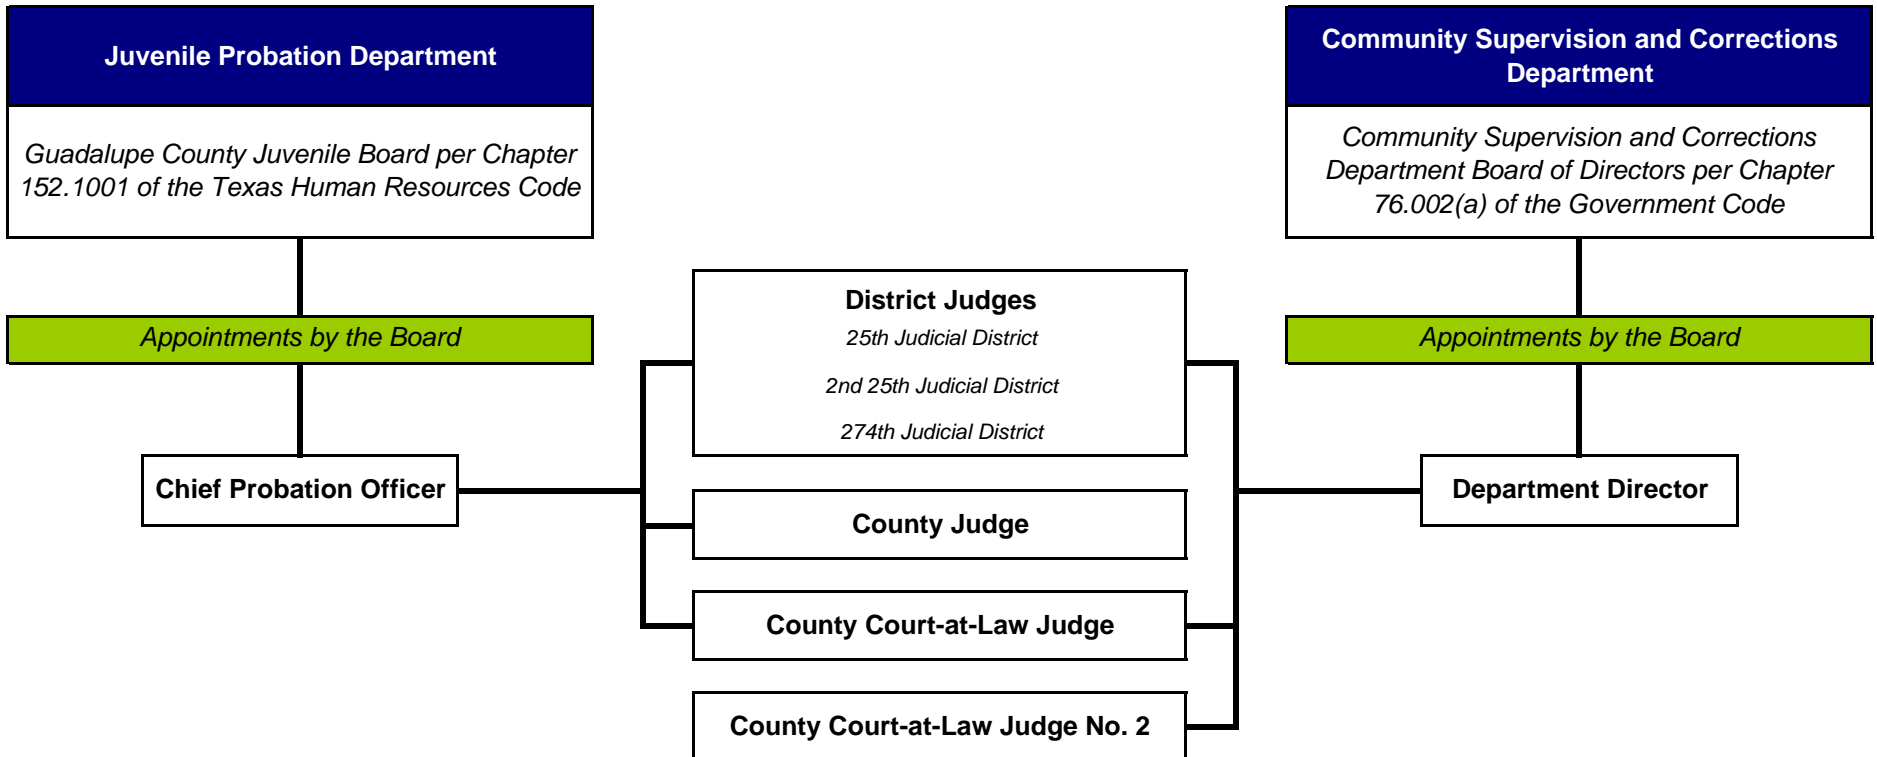 Juvenile Probation Department
Guadalupe County Juvenile Board per Chapter
152.1001 of the Texas Human Resources Code
Appointments by the Board
Chief Probation Officer
District Judges
25th Judicial District
2nd 25th Judicial District
274th Judicial District
County Judge
County Court-at-Law Judge
County Court-at-Law Judge No. 2
Community Supervision and Corrections
Department
Community Supervision and Corrections
Department Board of Directors per Chapter
76.002(a) of the Government Code
Appointments by the Board
Department Director